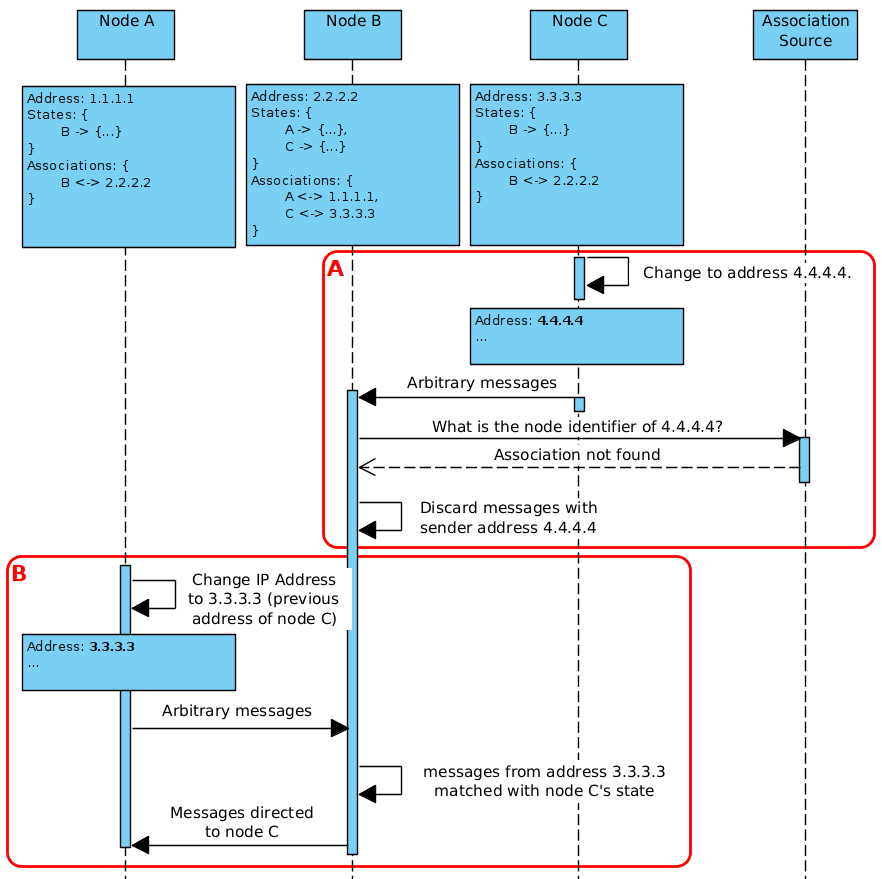 Node A
Node B
Node C
Association
Source
Address: 1.1.1.1
States: {
B -> {...}
}
Associations: {
B <-> 2.2.2.2
}
Address: 2.2.2.2
States: {
A -> {...},
C -> {...}
}
Associations: {
A <-> 1.1.1.1,
C <-> 3.3.3.3
}
Address: 3.3.3.3
States: {
B -> {...}
}
Associations: {
B <-> 2.2.2.2
}
A
Change to address 4.4.4.4.
Address: 4.4.4.4
...
Arbitrary messages
What is the node identifier of 4.4.4.4?
Association not found
Discard messages with
sender address 4.4.4.4
B
Change IP Address
to 3.3.3.3 (previous
address of node C)
Address: 3.3.3.3
...
Arbitrary messages
messages from address 3.3.3.3
matched with node C's state
Messages directed
to node C